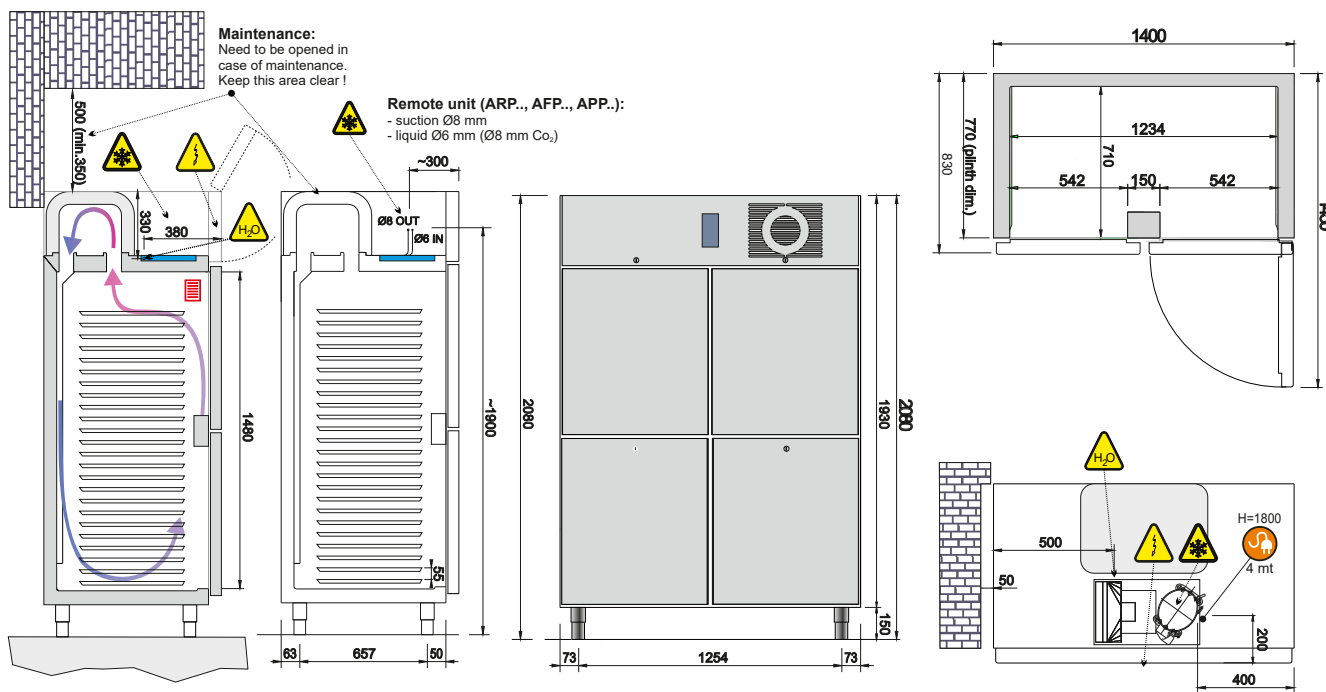 Maintenance:
Need to be opened in
case of maintenance.
Keep this area clear !
500 (min.350)
Remote unit (ARP.., AFP.., APP..):
- suction Ø8 mm
- liquid Ø6 mm (Ø8 mm Co₂)
~300
330
380
H₂O
Ø8 OUT
Ø6 IN
1480
55
~1900
63
657
50
2080
1930
2080
150
73
1254
73
1400
770 (plinth dim.)
830
710
1234
542
150
542
H₂O
H=1800
4 mt
500
50
200
400